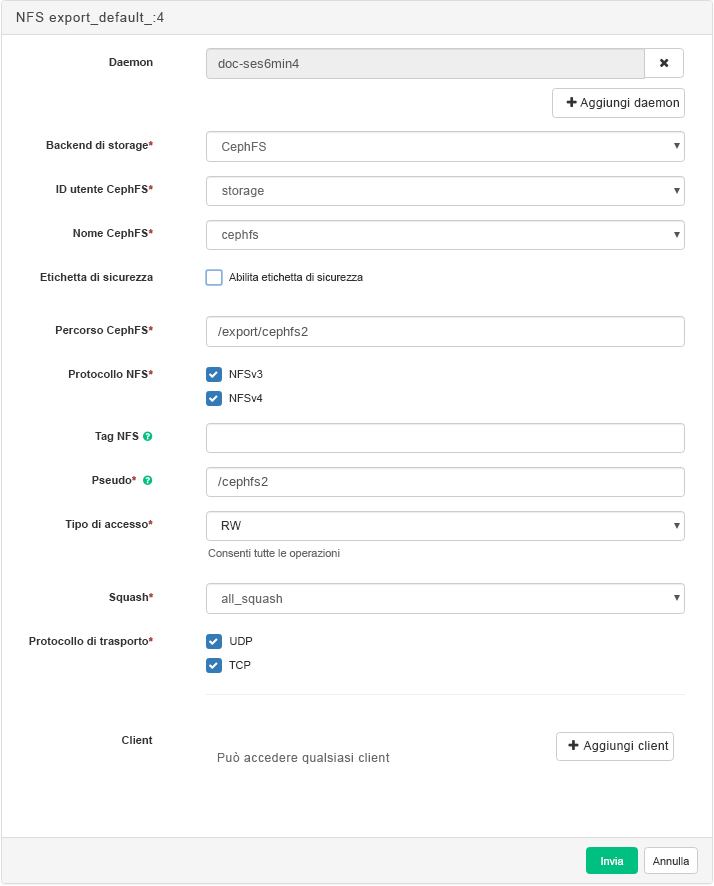 NFS export_default_:4
Daemon
doc-ses6min4
Aggiungi daemon
Backend di storage*
CephFS
ID utente CephFS*
storage
Nome CephFS*
cephfs
Etichetta di sicurezza
Abilita etichetta di sicurezza
Percorso CephFS*
/export/cephfs2
Protocollo NFS*
NFSv3
NFSv4
Tag NFS
Pseudo*
/cephfs2
Tipo di accesso*
RW
Consenti tutte le operazioni
Squash*
all_squash
Protocollo di trasporto*
UDP
TCP
Client
Può accedere qualsiasi client
Aggiungi client
Invia
Annulla